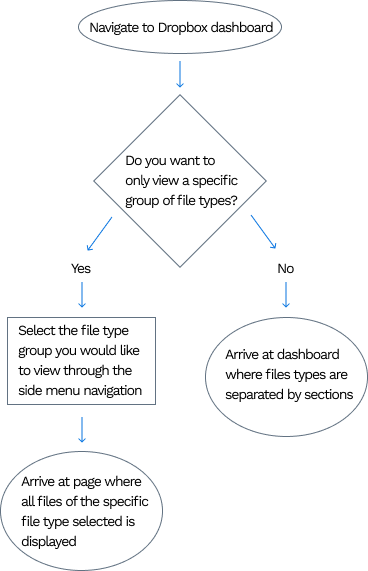 Navigate to Dropbox dashboard
Do you want to
only view a specific
group of file types?
Yes
No
Select the file type
group you would like
to view through the
side menu navigation
Arrive at dashboard
where files types are
separated by sections
Arrive at page where
all files of the specific
file type selected is
displayed